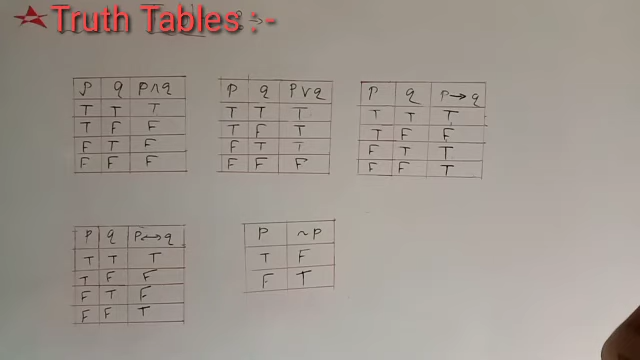 Truth Tables :-
P q P∧q
T T T
T F F
F T F
F F F
P q P∨q
T T T
T F T
F T T
F F F
P q P→q
T T T
T F F
F T T
F F T
P q P↔q
T T T
T F F
F T F
F F T
P ~P
T F
F T